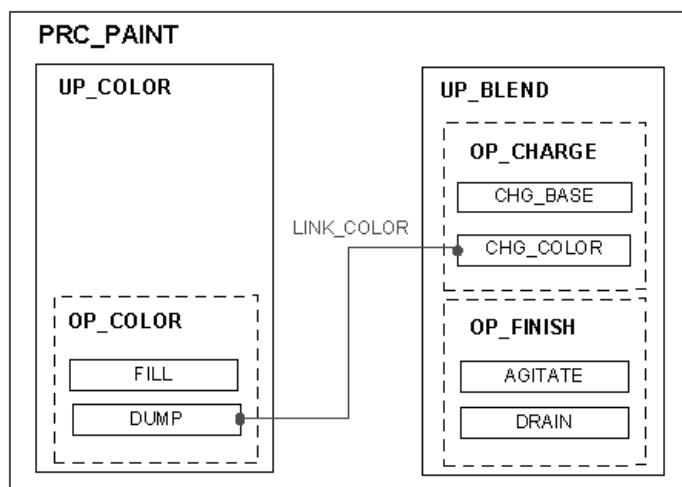 PRC_PAINT
UP_COLOR
OP_COLOR
FILL
DUMP
LINK_COLOR
UP_BLEND
OP_CHARGE
CHG_BASE
CHG_COLOR
OP_FINISH
AGITATE
DRAIN